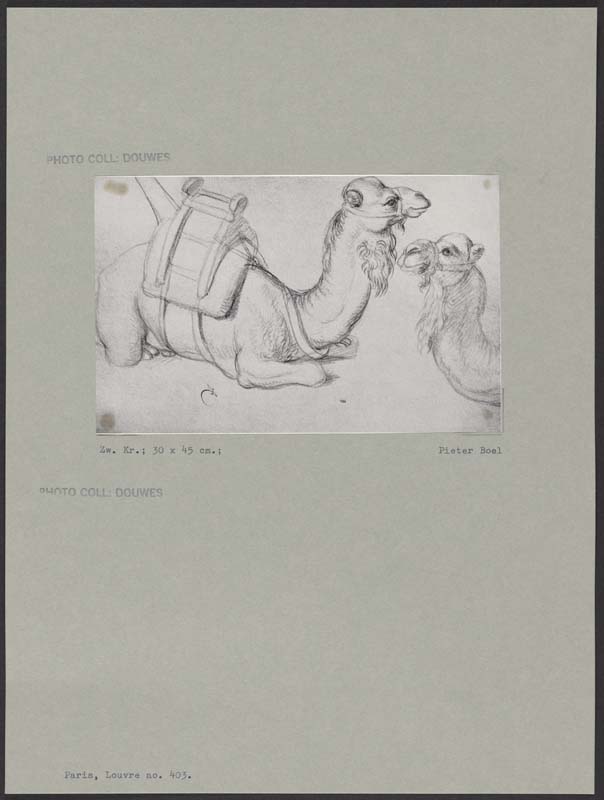 PHOTO COLL: DOUWES
Zw. Kr.; 30 x 45 cm.; Pieter Boel
PHOTO COLL: DOUWES
Paris, Louvre no. 403.